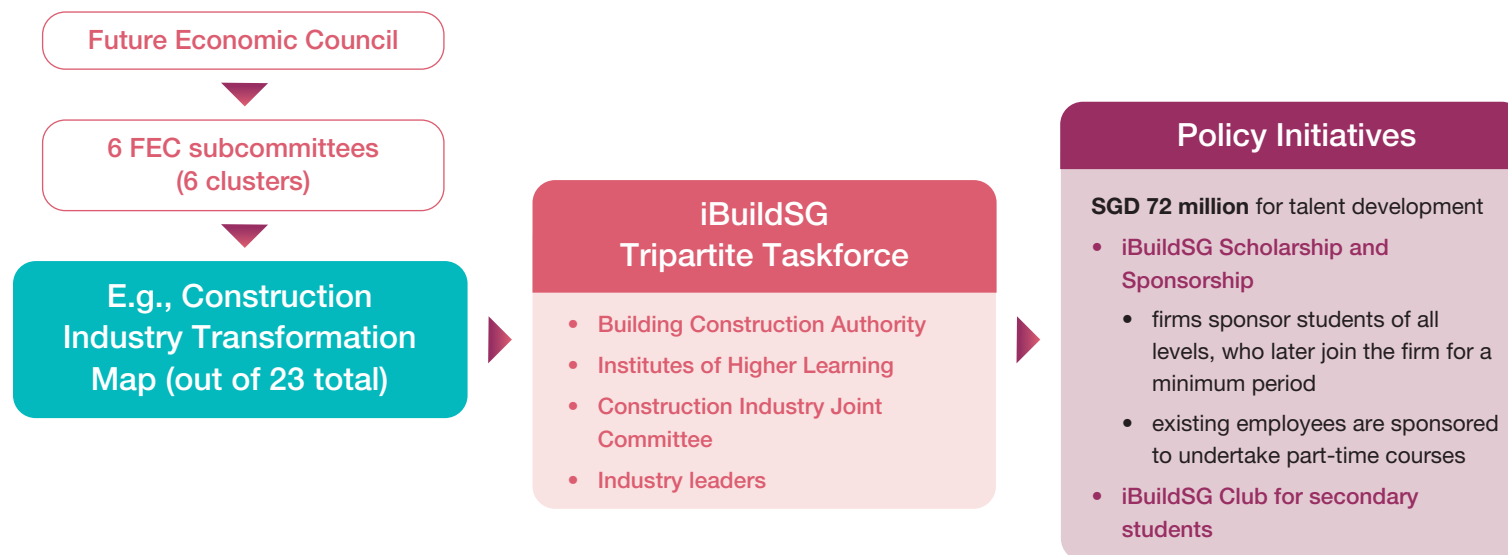 Future Economic Council
6 FEC subcommittees
(6 clusters)
E.g., Construction
Industry Transformation
Map (out of 23 total)
iBuildSG
Tripartite Taskforce
• Building Construction Authority
• Institutes of Higher Learning
• Construction Industry Joint
Committee
• Industry leaders
Policy Initiatives
SGD 72 million for talent development
• iBuildSG Scholarship and
Sponsorship
• firms sponsor students of all
levels, who later join the firm for a
minimum period
• existing employees are sponsored
to undertake part-time courses
• iBuildSG Club for secondary
students